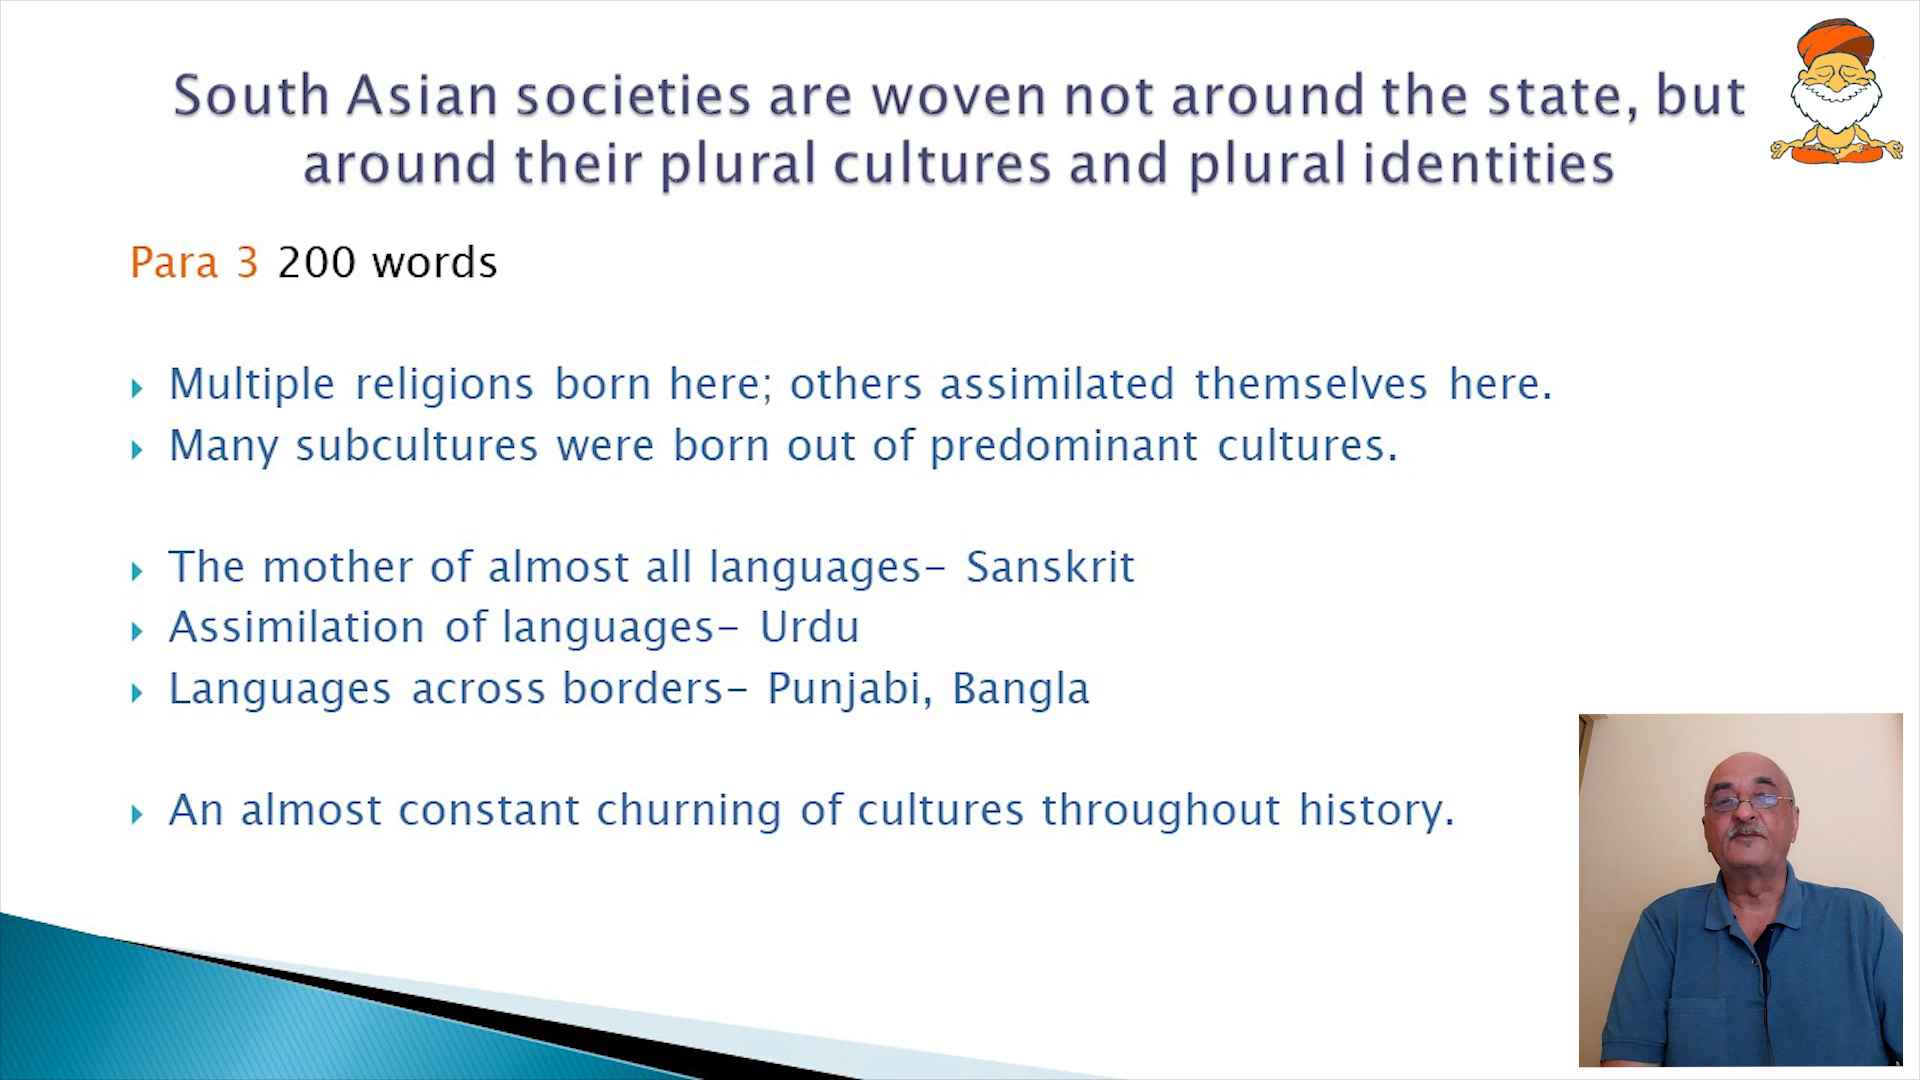 South Asian societies are woven not around the state, but
around their plural cultures and plural identities
Para 3 200 words
Multiple religions born here; others assimilated themselves here.
Many subcultures were born out of predominant cultures.
The mother of almost all languages- Sanskrit
Assimilation of languages- Urdu
Languages across borders- Punjabi, Bangla
An almost constant churning of cultures throughout history.